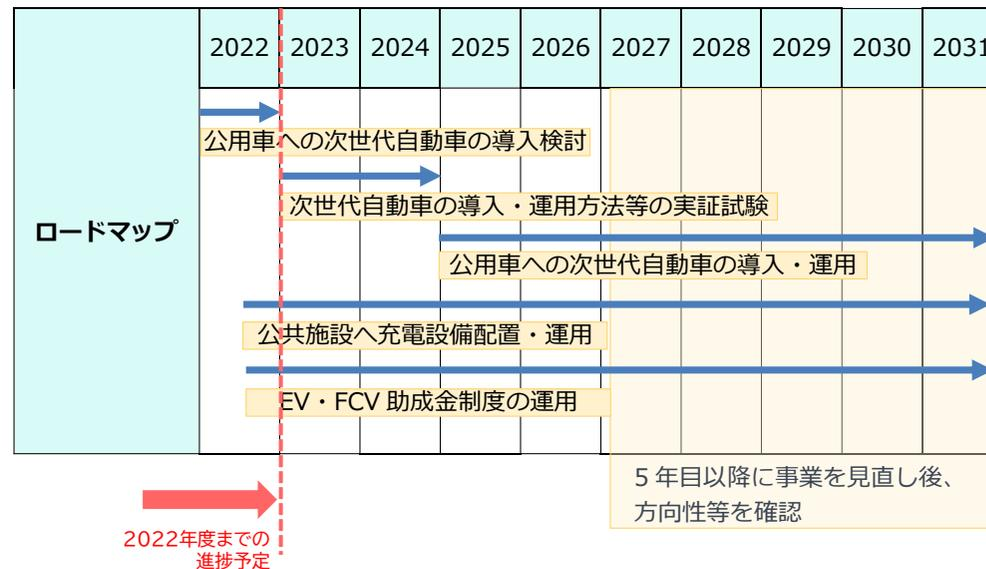 2022 2023 2024 2025 2026 2027 2028 2029 2030 2031
公用車への次世代自動車の導入検討
次世代自動車の導入・運用方法等の実証試験
ロードマップ
公用車への次世代自動車の導入・運用
公共施設へ充電設備配置・運用
EV・FCV 助成金制度の運用
5 年目以降に事業を見直し後、
方向性等を確認
2022年度までの
進捗予定